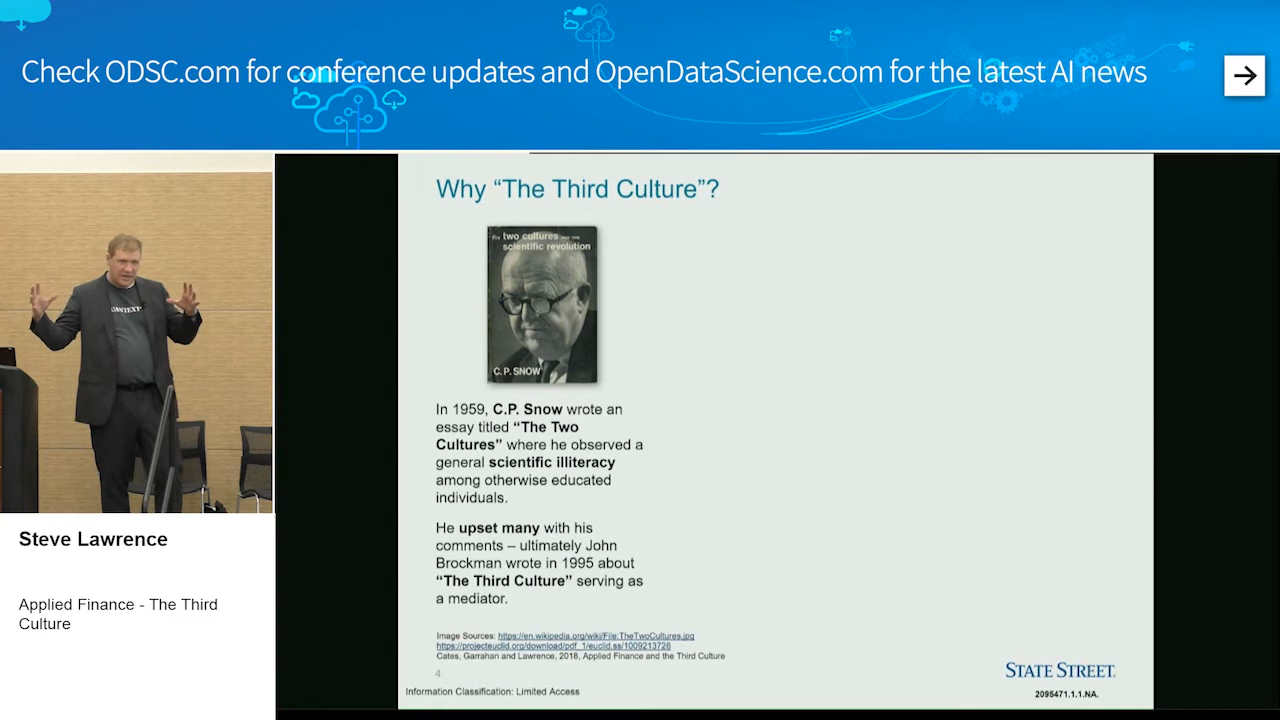 Check ODSC.com for conference updates and OpenDataScience.com for the latest AI news
CONTEXT
Steve Lawrence
Applied Finance - The Third
Culture
Why “The Third Culture”?
The two cultures AND THE
scientific revolution
C.P. SNOW
In 1959, C.P. Snow wrote an
essay titled “The Two
Cultures” where he observed a
general scientific illiteracy
among otherwise educated
individuals.
He upset many with his
comments – ultimately John
Brockman wrote in 1995 about
“The Third Culture” serving as
a mediator.
Image Sources: https://en.wikipedia.org/wiki/File:TheTwoCultures.jpg
https://projecteuclid.org/download/pdf_1/euclid.ss/1009213726
Cates, Garrahan and Lawrence, 2018, Applied Finance and the Third Culture
4
Information Classification: Limited Access
STATE STREET.
2095471.1.1.NA.